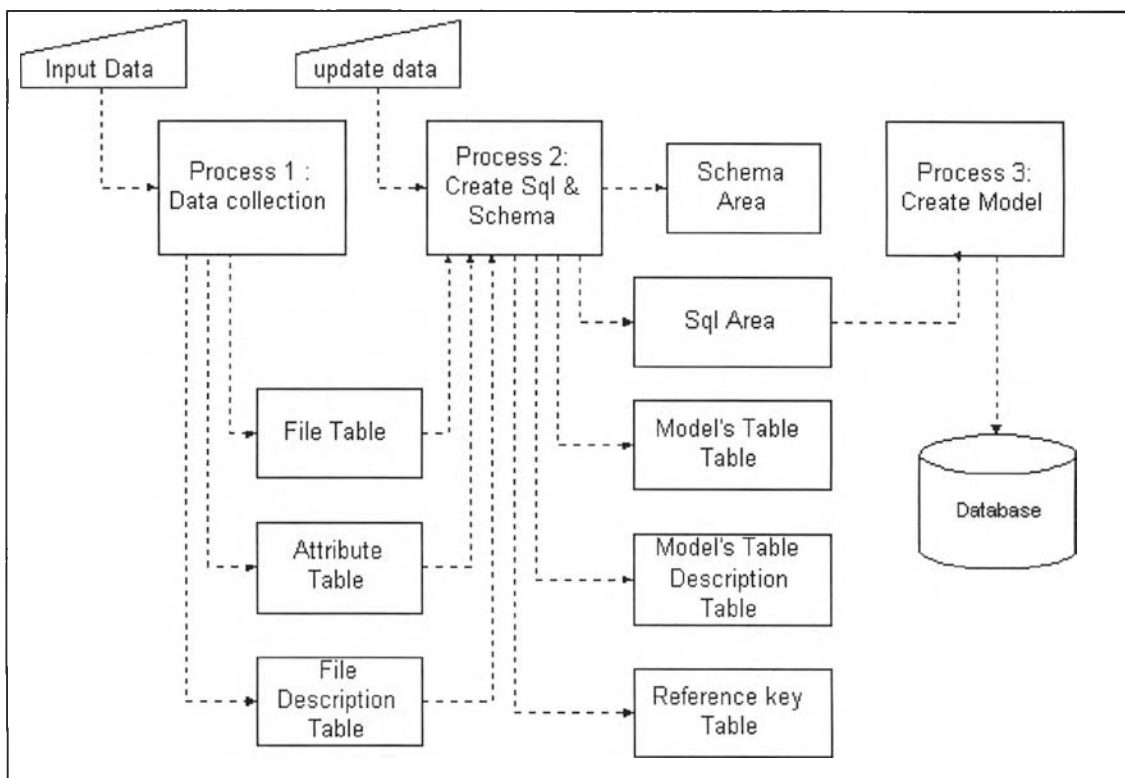 Input Data
update data
Process 1 :
Data collection
Process 2:
Create Sql &
Schema
Schema
Area
Process 3:
Create Model
Sql Area
File Table
Model's Table
Table
Database
Attribute
Table
Model's Table
Description
Table
File
Description
Table
Reference key
Table